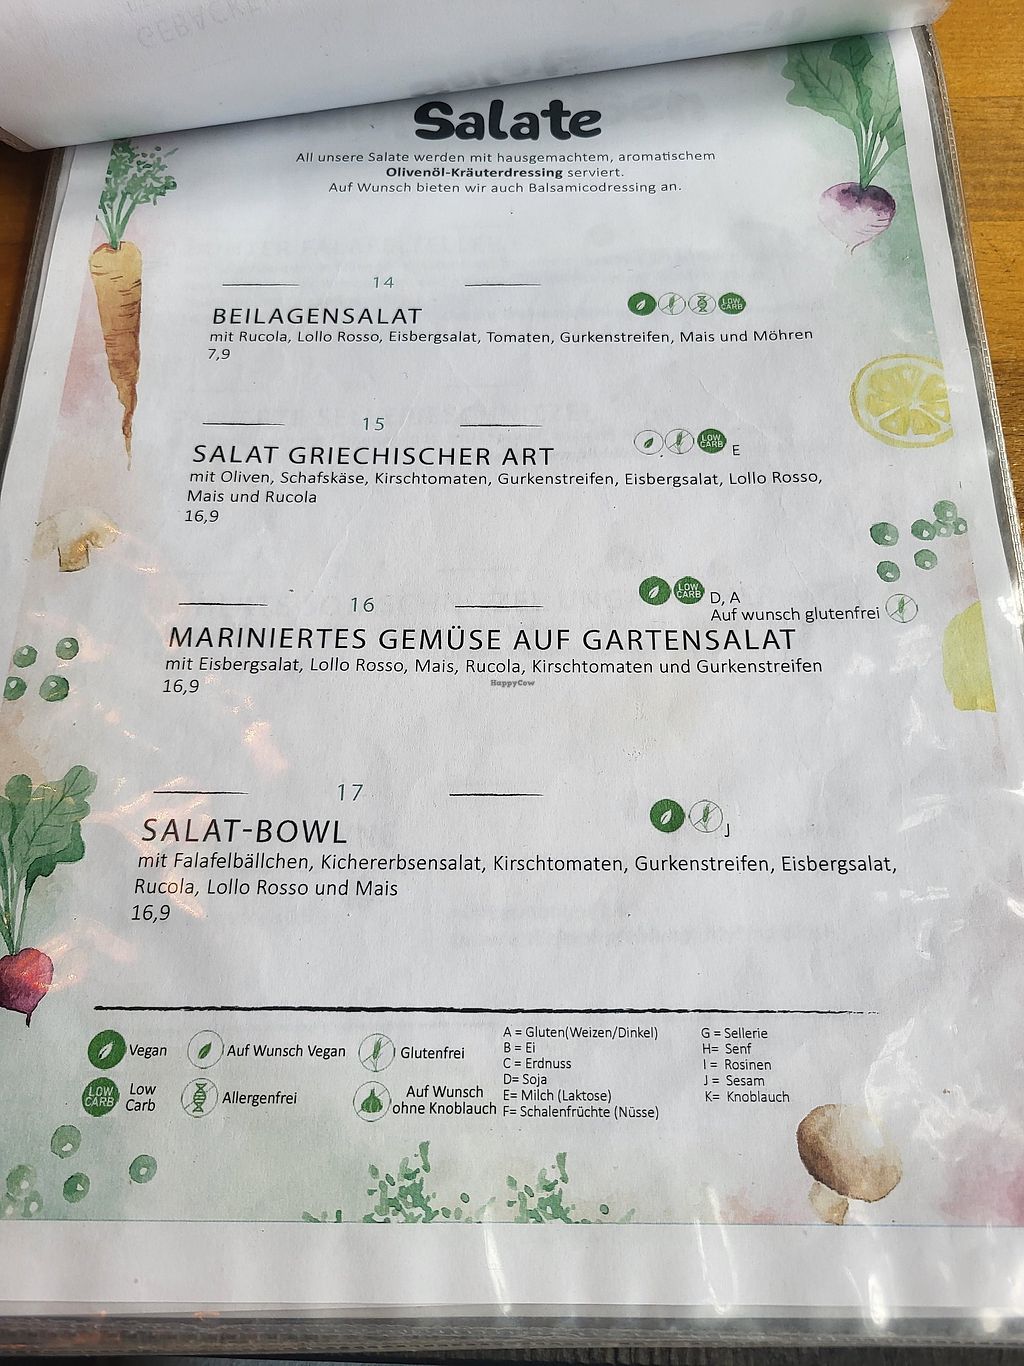 Salate
All unsere Salate werden mit hausgemachtem, aromatischem
Olivenöl-Kräuterdressing serviert.
Auf Wunsch bieten wir auch Balsamicodressing an.
14
BEILAGENSALAT
LOW CARB
mit Rucola, Lollo Rosso, Eisbergsalat, Tomaten, Gurkenstreifen, Mais und Möhren
7,9
15
SALAT GRIECHISCHER ART
LOW CARB E
mit Oliven, Schafskäse, Kirschtomaten, Gurkenstreifen, Eisbergsalat, Lollo Rosso,
Mais und Rucola
16,9
16
LOW CARB D, A
Auf wunsch glutenfrei
MARINIERTES GEMÜSE AUF GARTENSALAT
mit Eisbergsalat, Lollo Rosso, Mais, Rucola, Kirschtomaten und Gurkenstreifen
16,9
HappyCow
17
SALAT-BOWL
J
mit Falafelbällchen, Kichererbsensalat, Kirschtomaten, Gurkenstreifen, Eisbergsalat,
Rucola, Lollo Rosso und Mais
16,9
Vegan
Auf Wunsch Vegan
Glutenfrei
LOW CARB
Low
Carb
Allergenfrei
Auf Wunsch
ohne Knoblauch
A = Gluten(Weizen/Dinkel)
B = Ei
C = Erdnuss
D= Soja
E= Milch (Laktose)
F= Schalenfrüchte (Nüsse)
G = Sellerie
H= Senf
I = Rosinen
J = Sesam
K= Knoblauch